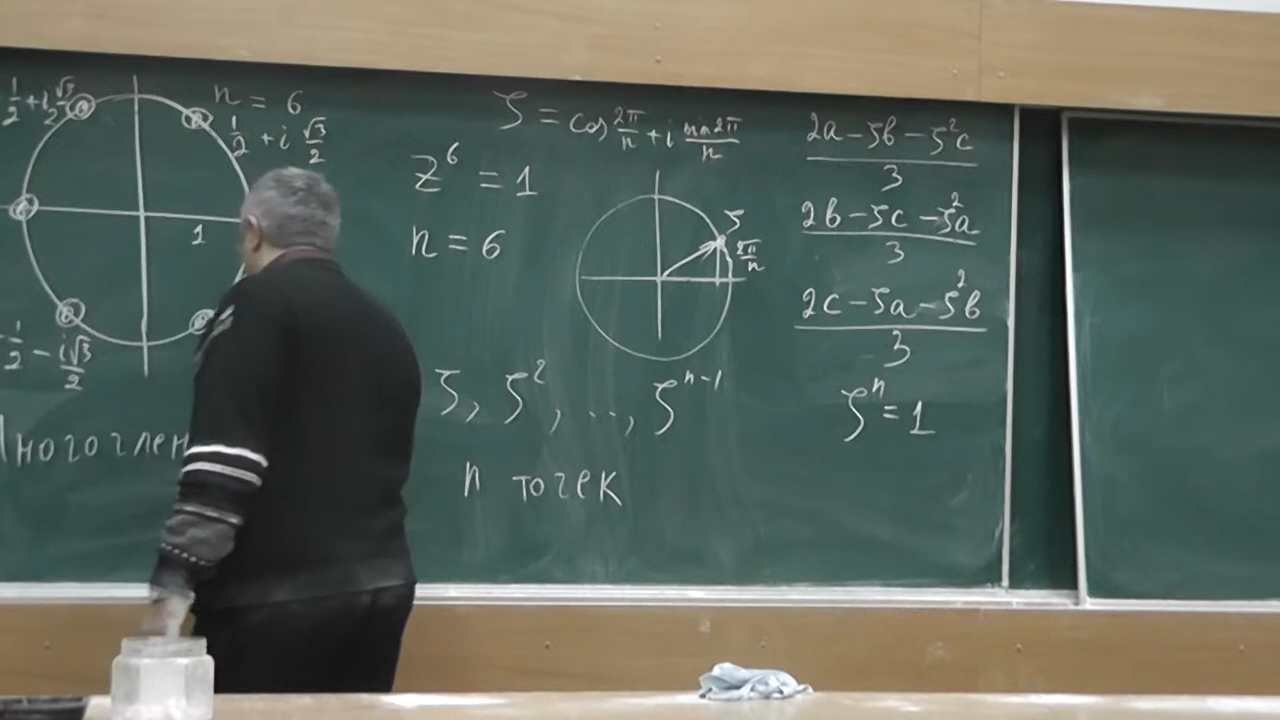 1/2 + i √3/2
n = 6
1/2 + i √3/2
1
1/2 - i√3/2
Многочлен
ζ = cos 2π/n + i sin 2π/n
z^6 = 1
n = 6
ζ
2π/n
ζ, ζ^2, ..., ζ^{n-1}
n точек
(2a - ζb - ζ^2c)/3
(2b - ζc - ζ^2a)/3
(2c - ζa - ζ^2b)/3
ζ^n = 1